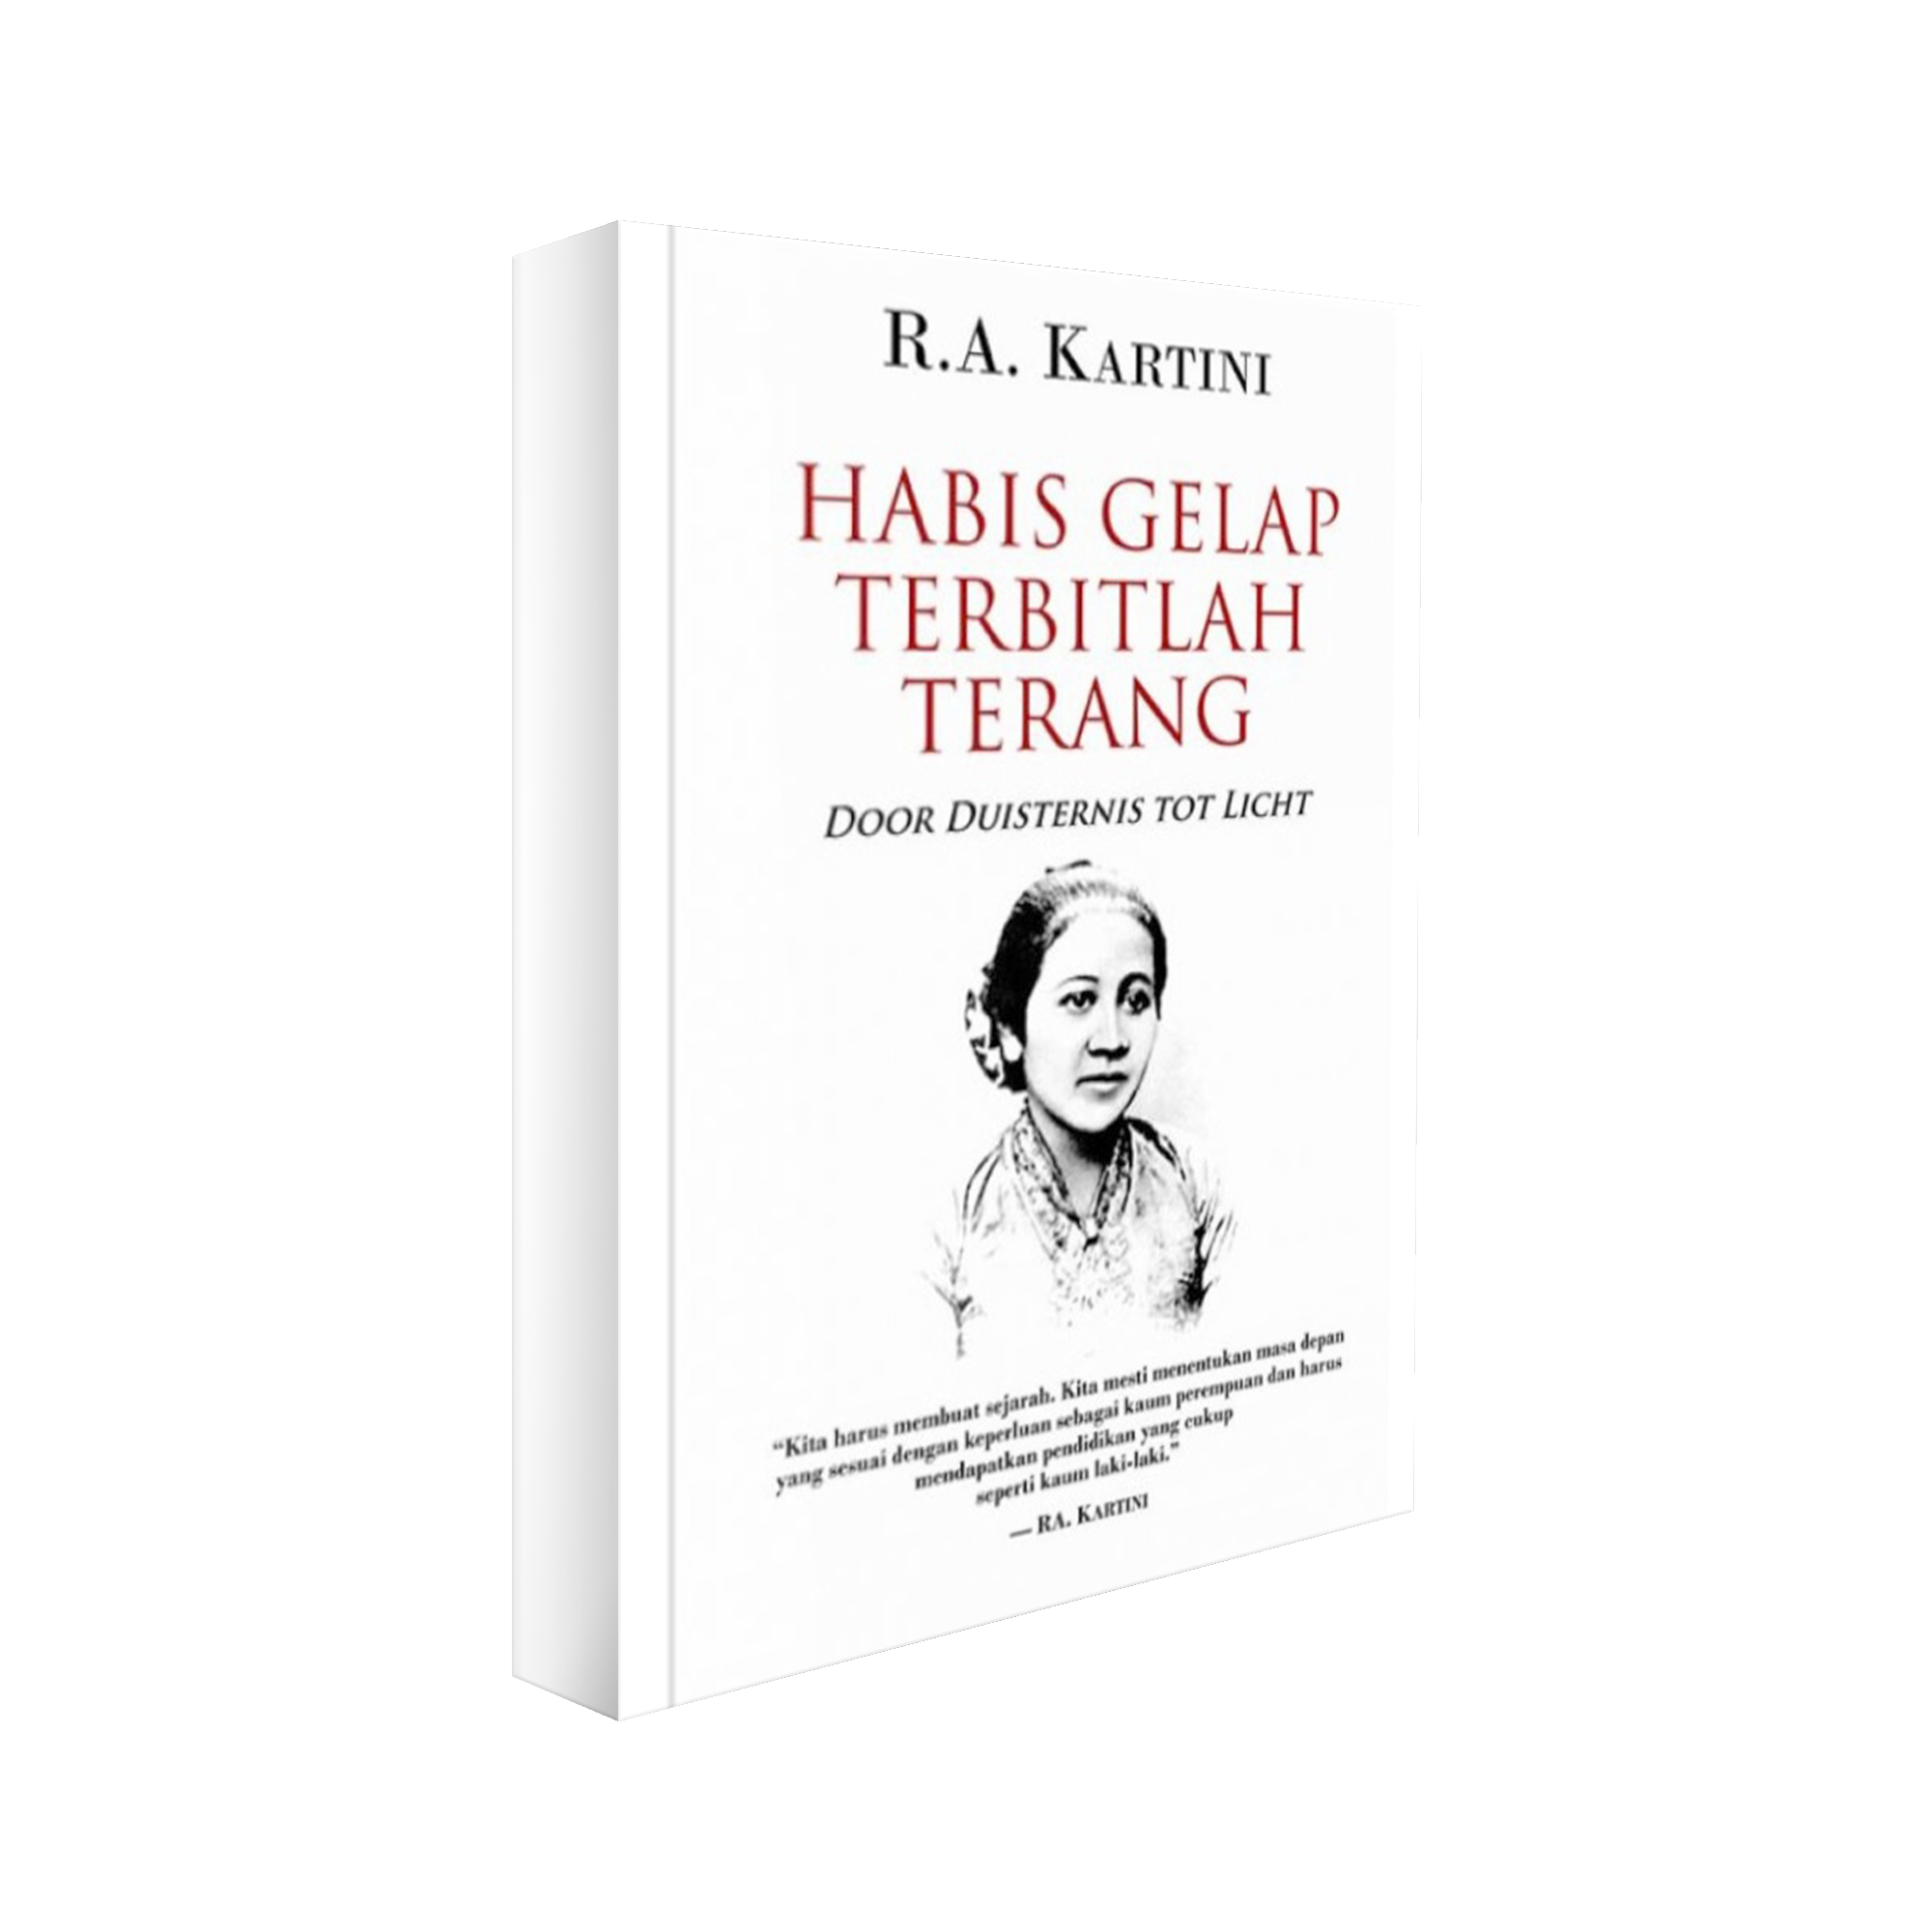 R.A. KARTINI
HABIS GELAP
TERBITLAH
TERANG
DOOR DUISTERNIS TOT LICHT
“Kita harus membuat sejarah. Kita mesti menentukan masa depan
yang sesuai dengan keperluan sebagai kaum perempuan dan harus
mendapatkan pendidikan yang cukup
seperti kaum laki-laki.”
— RA. KARTINI